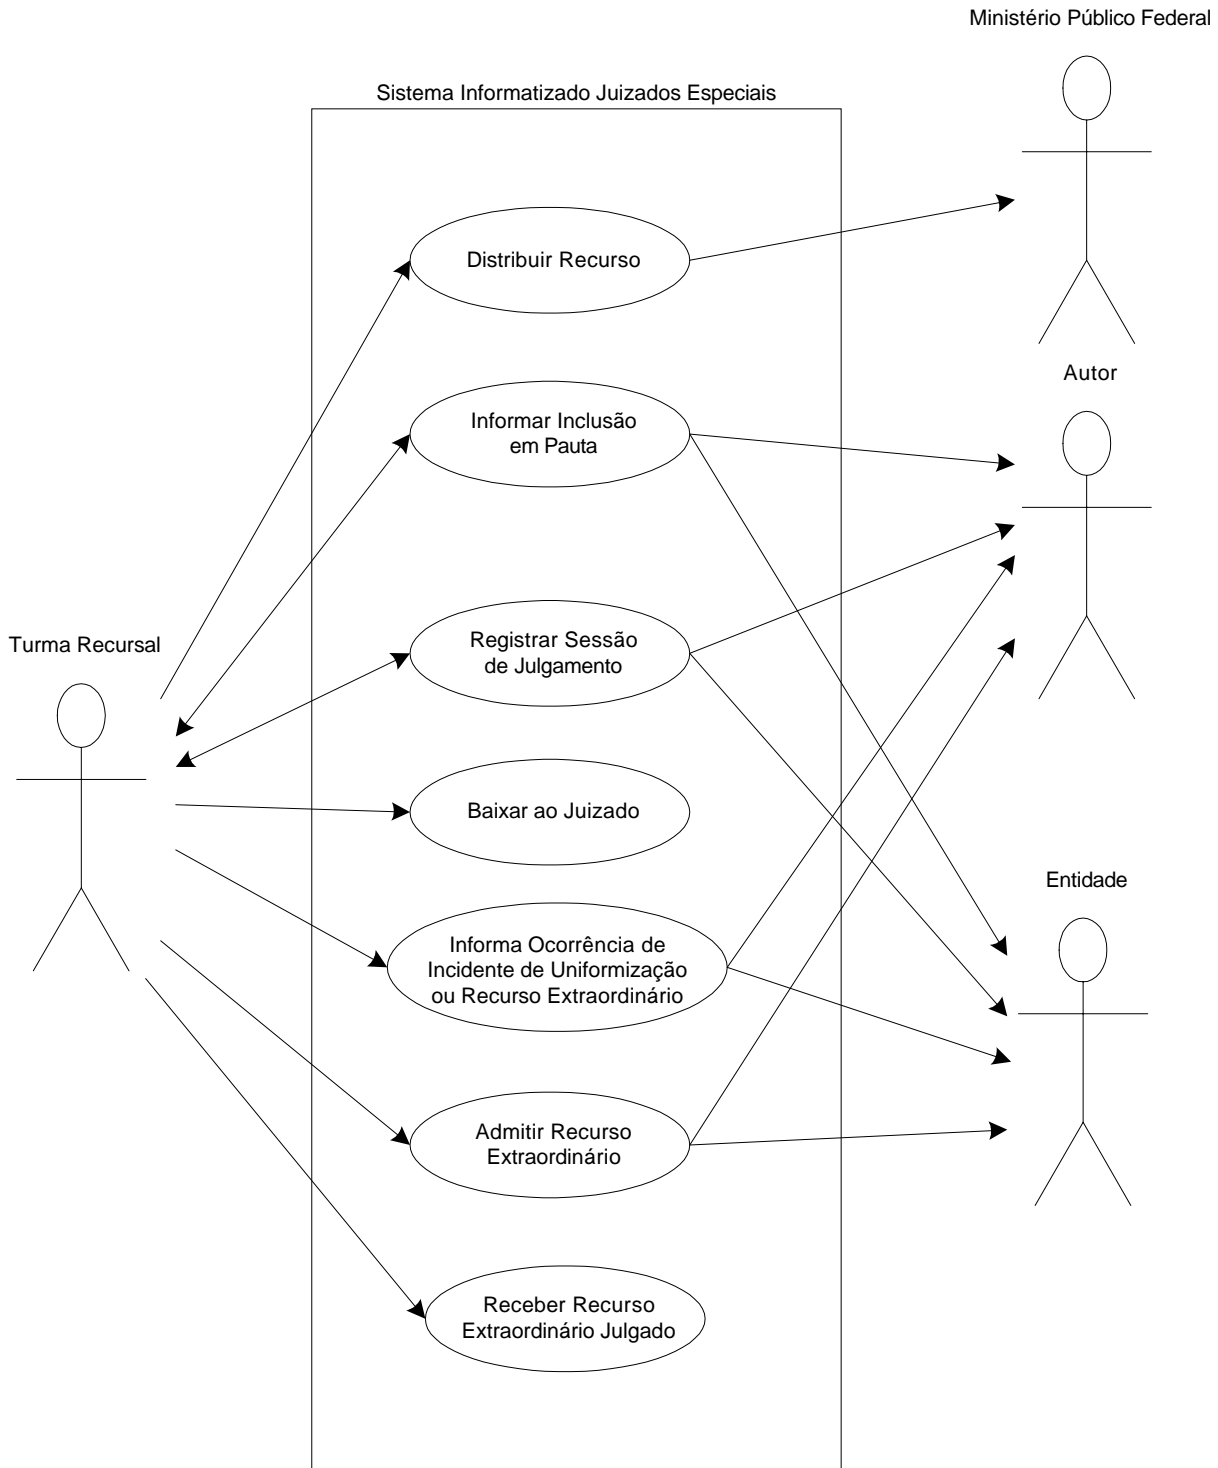 Ministério Público Federal
Sistema Informatizado Juizados Especiais
Distribuir Recurso
Autor
Informar Inclusão
em Pauta
Turma Recursal
Registrar Sessão
de Julgamento
Baixar ao Juizado
Entidade
Informa Ocorrência de
Incidente de Uniformização
ou Recurso Extraordinário
Admitir Recurso
Extraordinário
Receber Recurso
Extraordinário Julgado